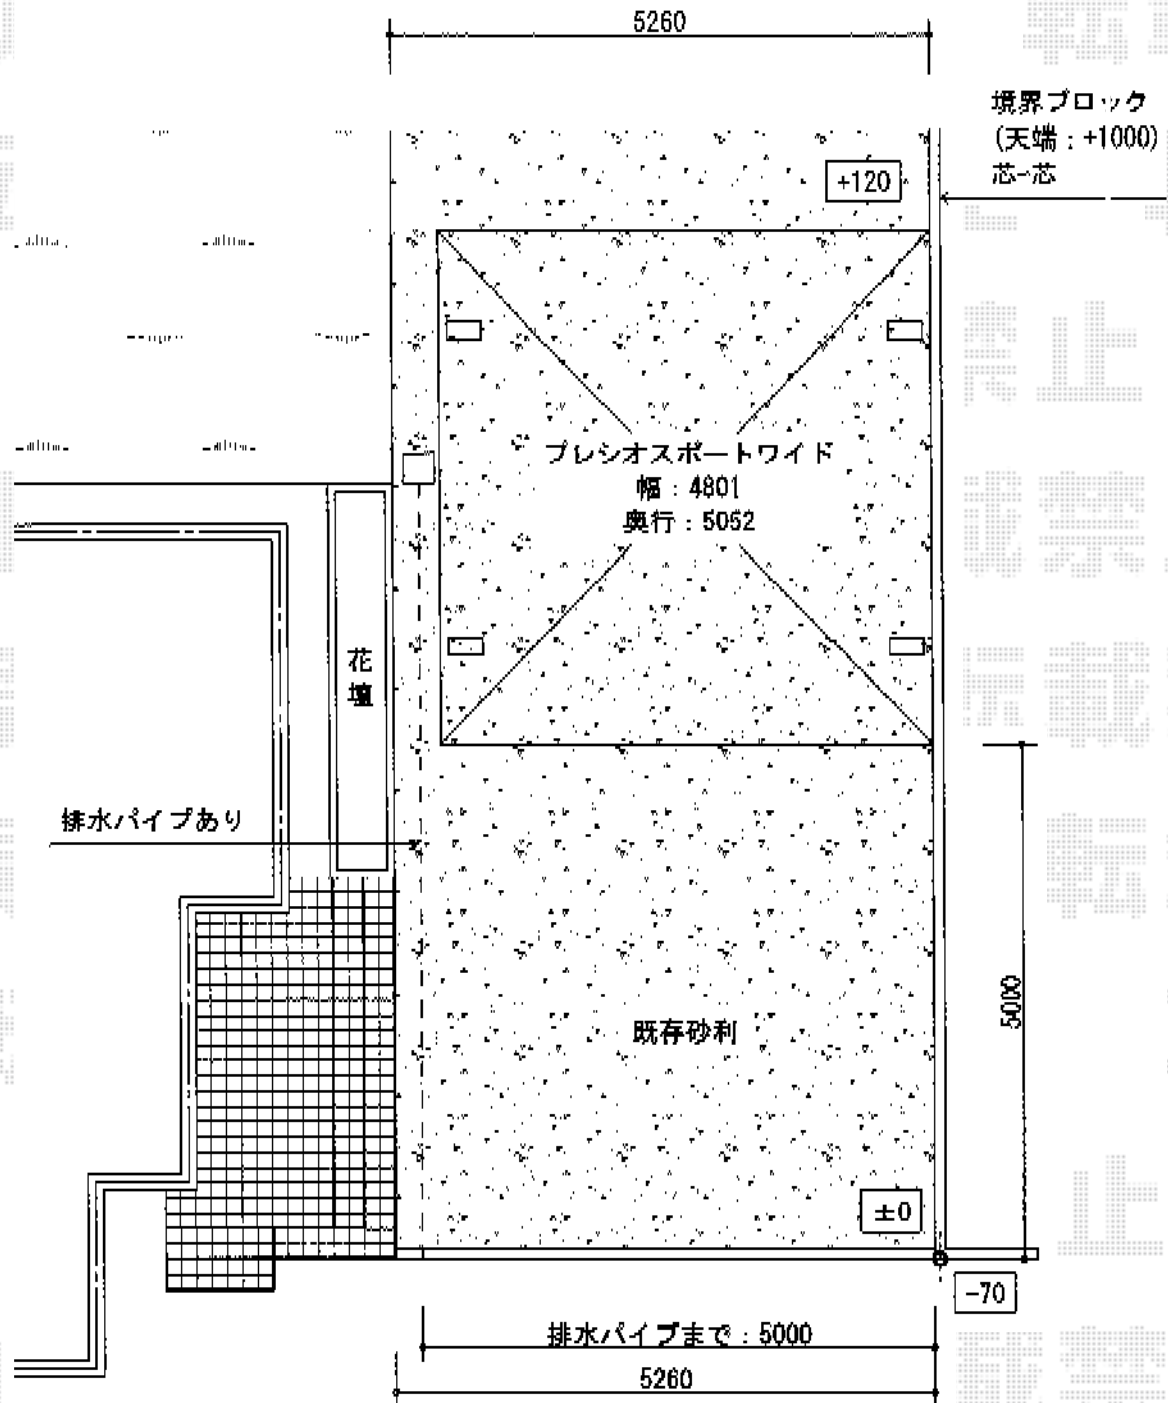 5260
境界ブロック
(天端：+1000)
芯-芯
+120
プレシオスポートワイド
幅：4801
奥行：5052
花壇
排水パイプあり
5000
既存砂利
±0
-70
排水パイプまで：5000
5260